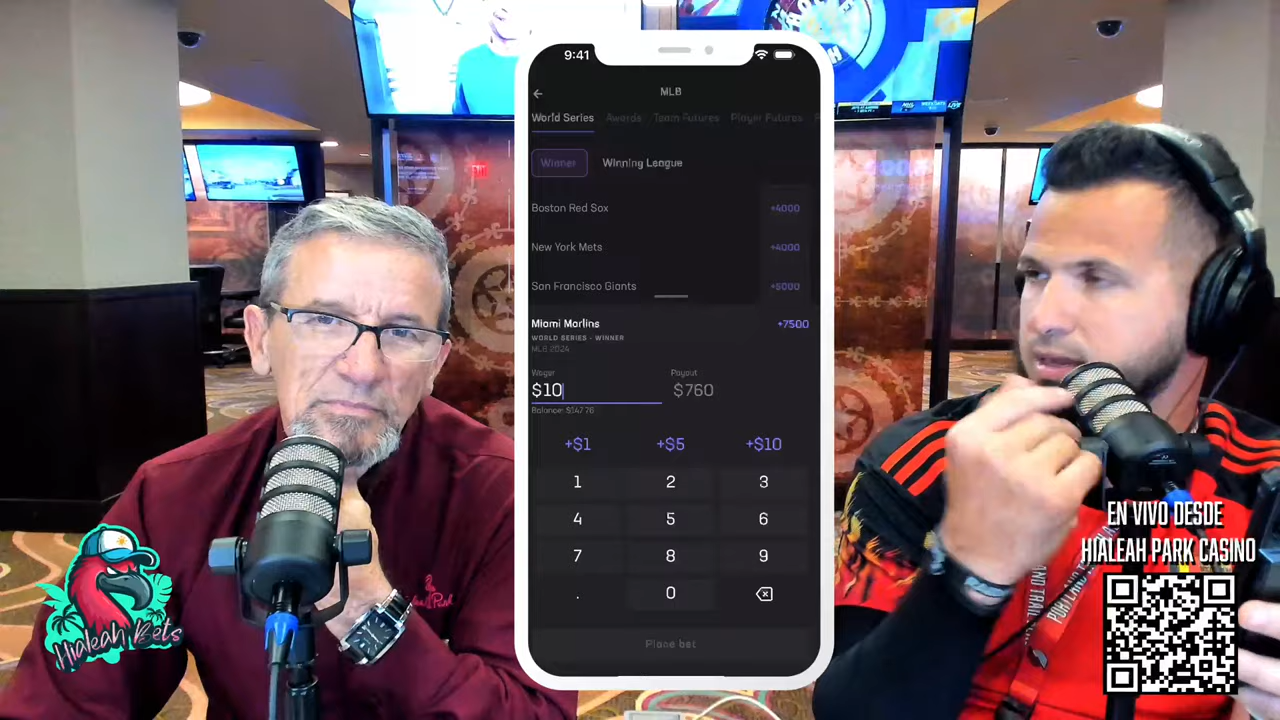 9:41
MLB
World Series Awards Team Futures Player Futures
Winner Winning League
Boston Red Sox +4000
New York Mets +4000
San Francisco Giants +5000
Miami Marlins +7500
WORLD SERIES - WINNER
MLB 2024
Wager Payout
$10 $760
Balance: $147.76
+$1 +$5 +$10
1 2 3
4 5 6
7 8 9
. 0
Place bet
EN VIVO DESDE
HIALEAH PARK CASINO
Hialeah Bets